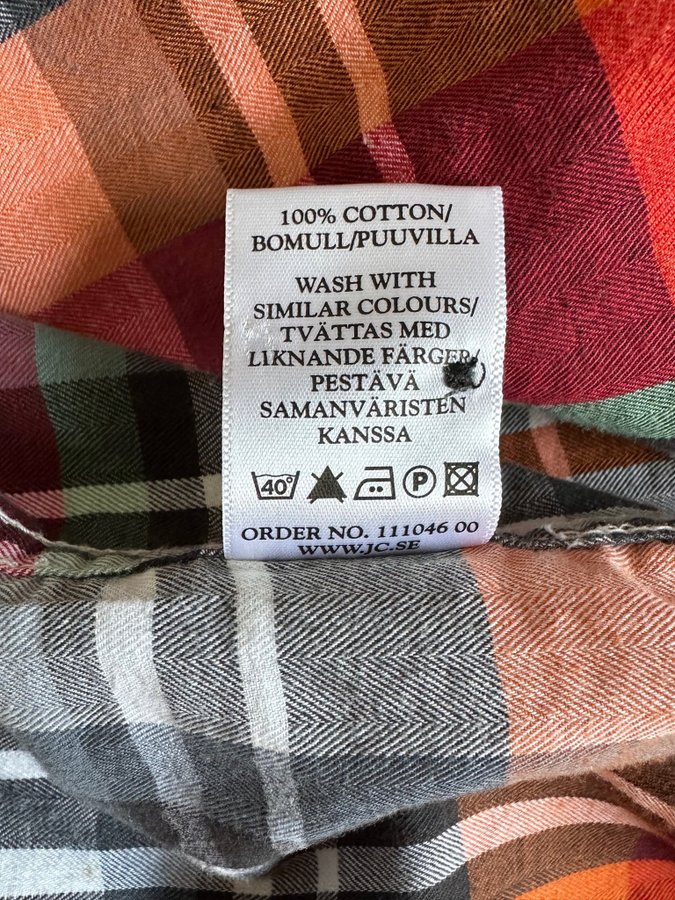 100% COTTON/
BOMULL/PUUVILLA
WASH WITH
SIMILAR COLOURS/
TVÄTTAS MED
LIKNANDE FÄRGER/
PESTÄVÄ
SAMANVÄRISTEN
KANSSA
40° P
ORDER NO. 111046 00
WWW.JC.SE